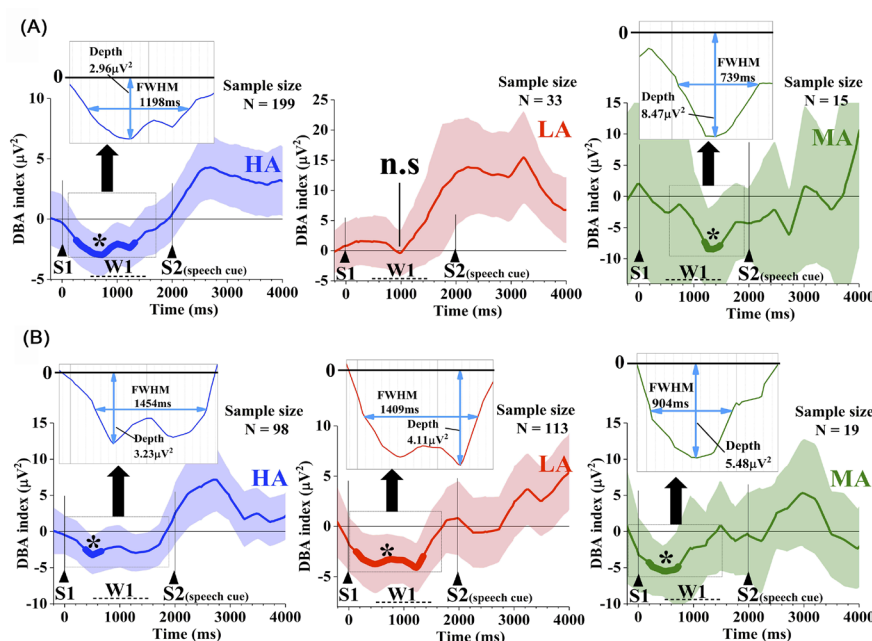 (A)
Depth
2.96μV²
0
FWHM
1198ms
Sample size
N = 199
HA
DBA index (μV²)
10
5
0
-5
*
S1
W1
S2(speech cue)
0 1000 2000 3000 4000
Time (ms)
Sample size
N = 33
LA
n.s
25
20
15
10
5
0
-5
DBA index (μV²)
S1
W1
S2(speech cue)
0 1000 2000 3000 4000
Time (ms)
0
FWHM
739ms
Depth
8.47μV²
Sample size
N = 15
MA
DBA index (μV²)
10
5
0
-5
-10
*
S1
W1
S2(speech cue)
0 1000 2000 3000 4000
Time (ms)
(B)
0
FWHM
1454ms
Depth
3.23μV²
Sample size
N = 98
HA
DBA index (μV²)
15
10
5
0
-5
-10
*
S1
W1
S2(speech cue)
0 1000 2000 3000 4000
Time (ms)
0
FWHM
1409ms
Depth
4.11μV²
Sample size
N = 113
LA
DBA index (μV²)
10
5
0
-5
*
S1
W1
S2(speech cue)
0 1000 2000 3000 4000
Time (ms)
0
FWHM
904ms
Depth
5.48μV²
Sample size
N = 19
MA
DBA index (μV²)
15
10
5
0
-5
-10
*
S1
W1
S2(speech cue)
0 1000 2000 3000 4000
Time (ms)